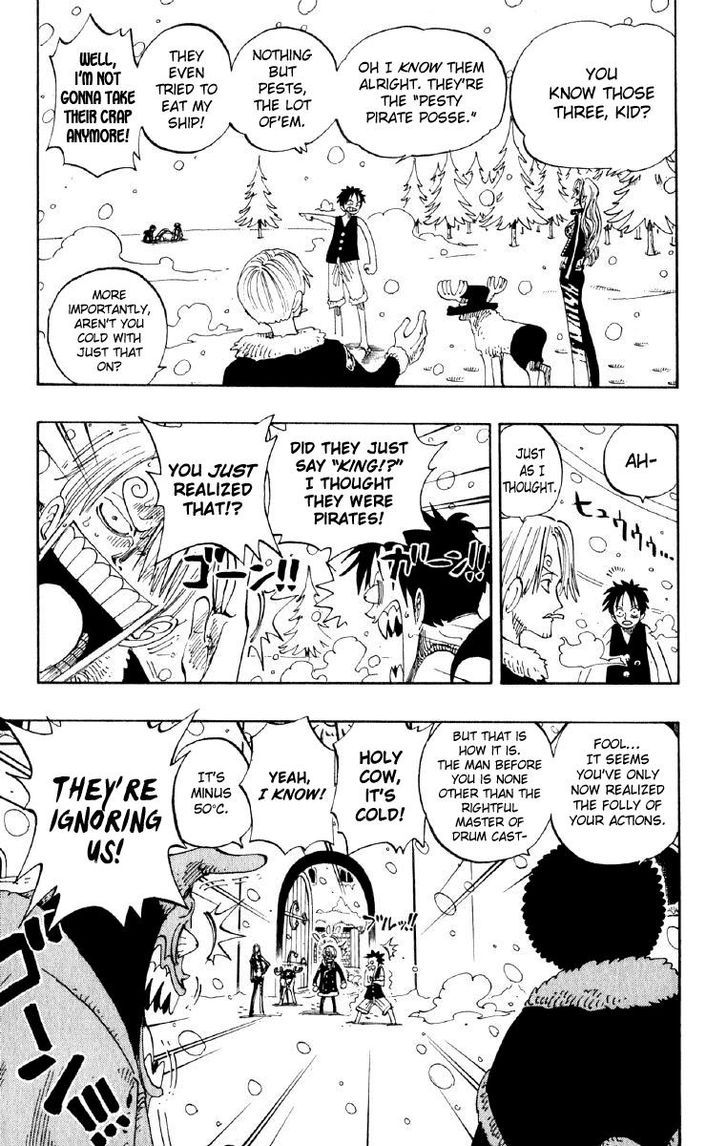 YOU
KNOW THOSE
THREE, KID?
OH I KNOW THEM
ALRIGHT. THEY'RE
THE "PESTY
PIRATE POSSE."
NOTHING
BUT
PESTS,
THE LOT
OF'EM.
THEY
EVEN
TRIED TO
EAT MY
SHIP!
WELL,
I'M NOT
GONNA TAKE
THEIR CRAP
ANYMORE!
MORE
IMPORTANTLY,
AREN'T YOU
COLD WITH
JUST THAT
ON?
AH-
JUST
AS I
THOUGHT.
ヒュウウウ...
DID THEY JUST
SAY "KING!?"
I THOUGHT
THEY WERE
PIRATES!
ガーン!!
YOU JUST
REALIZED
THAT!?
ゴーン!!
FOOL...
IT SEEMS
YOU'VE ONLY
NOW REALIZED
THE FOLLY OF
YOUR ACTIONS.
BUT THAT IS
HOW IT IS.
THE MAN BEFORE
YOU IS NONE
OTHER THAN THE
RIGHTFUL
MASTER OF
DRUM CAST-
HOLY
COW,
IT'S
COLD!
ブルッ!!
YEAH,
I KNOW!
IT'S
MINUS
50°C.
THEY'RE
IGNORING
US!
ゴーン!!!